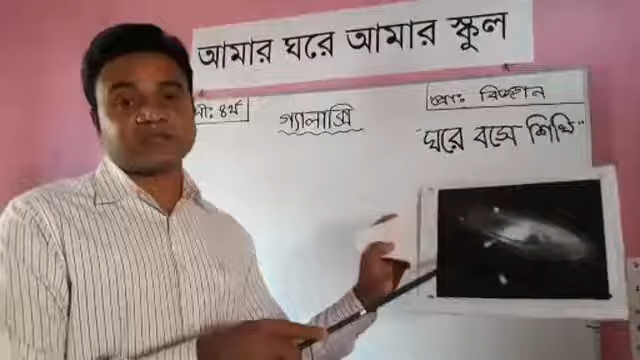 আমার ঘরে আমার স্কুল
৪র্থ
বিজ্ঞান
গ্যালাক্সি
"ঘরে বসে শিখি"